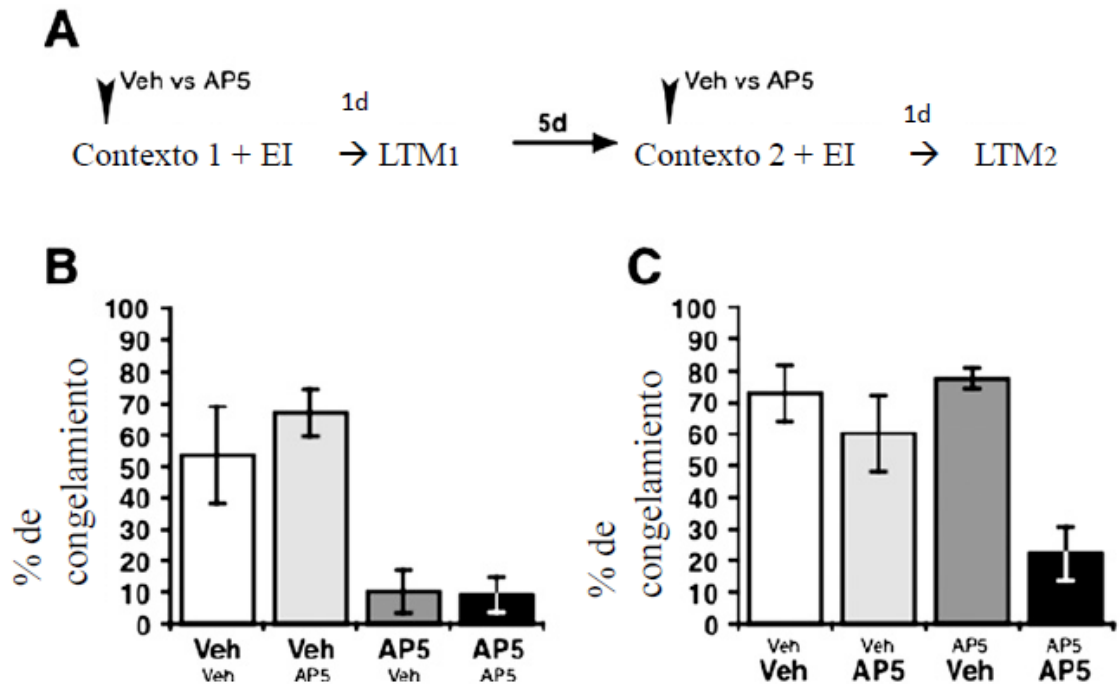 A
Veh vs AP5
Veh vs AP5
1d
5d
1d
Contexto 1 + EI → LTM1
Contexto 2 + EI → LTM2
B
C
% de congelamiento
100
90
80
70
60
50
40
30
20
10
0
Veh Veh AP5 AP5
Veh AP5 Veh AP5
% de congelamiento
100
90
80
70
60
50
40
30
20
10
0
Veh Veh AP5 AP5
Veh AP5 Veh AP5